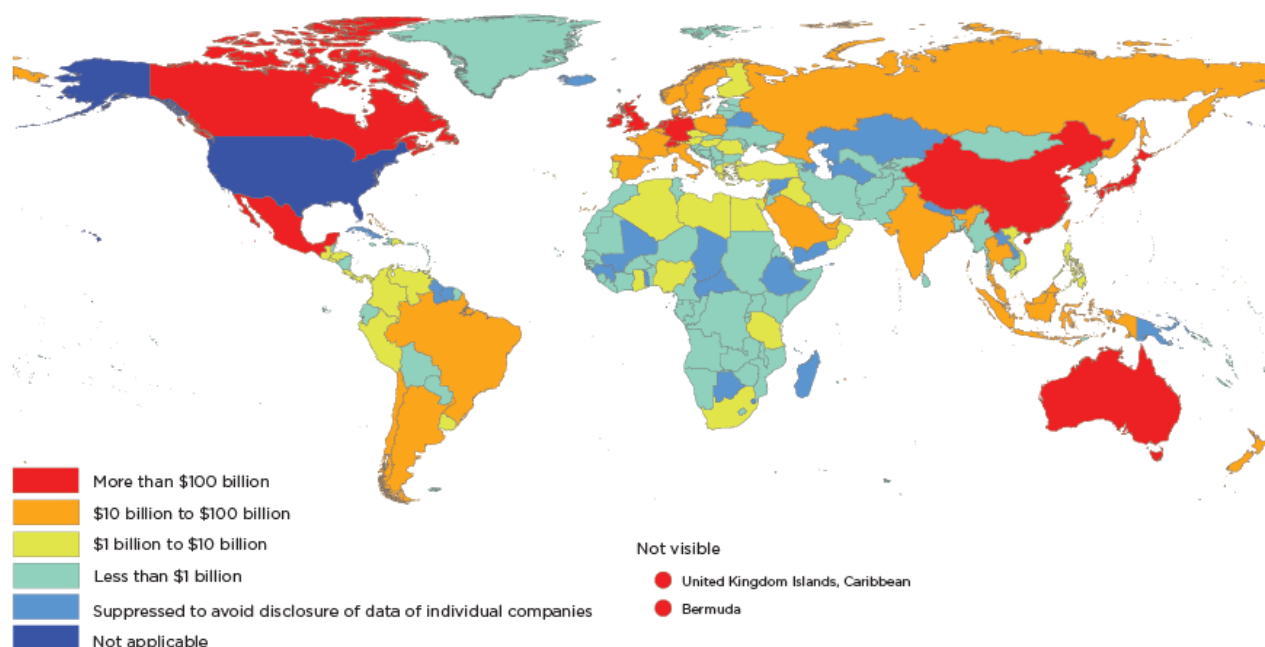 More than $100 billion
$10 billion to $100 billion
$1 billion to $10 billion
Less than $1 billion
Suppressed to avoid disclosure of data of individual companies
Not applicable
Not visible
United Kingdom Islands, Caribbean
Bermuda